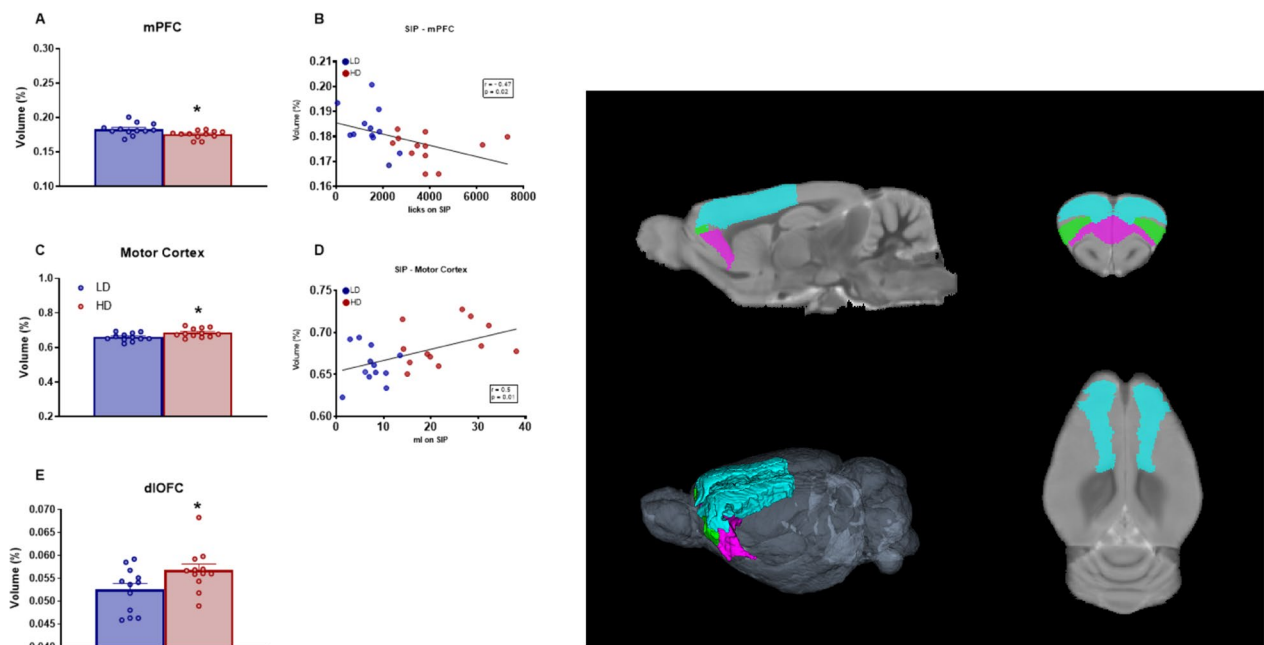 A
mPFC
Volume (%)
0.30
0.25
0.20
0.15
0.10
*
B
SIP - mPFC
LD
HD
r = - 0.47
p = 0.02
Volume (%)
0.21
0.20
0.19
0.18
0.17
0.16
0 2000 4000 6000 8000
licks on SIP
C
Motor Cortex
LD
HD
*
Volume (%)
1.0
0.8
0.6
0.4
0.2
D
SIP - Motor Cortex
LD
HD
Volume (%)
0.75
0.70
0.65
0.60
r = 0.5
p = 0.01
0 10 20 30 40
ml on SIP
E
dlOFC
*
Volume (%)
0.070
0.065
0.060
0.055
0.050
0.045
0.040